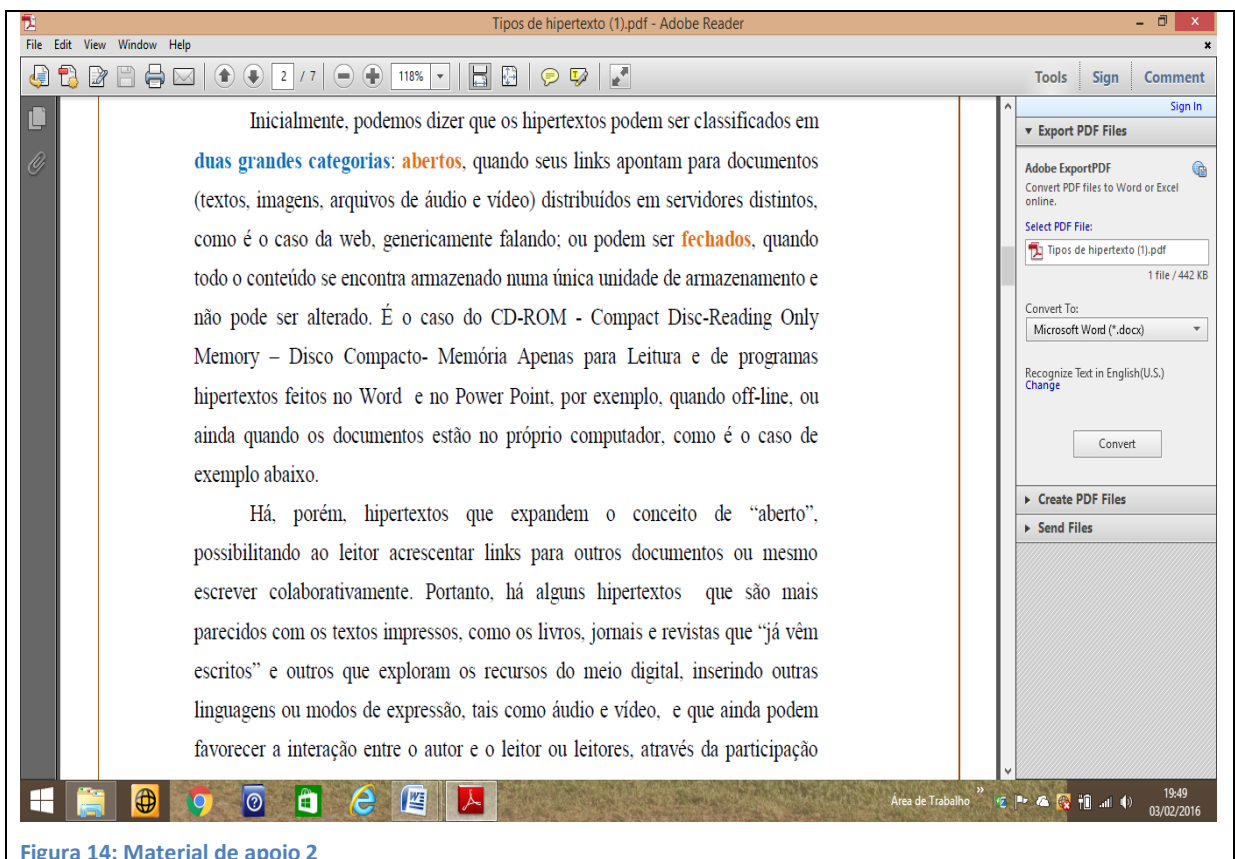 Tipos de hipertexto (1).pdf - Adobe Reader
File Edit View Window Help
2 / 7 118% Tools Sign Comment
Sign In
Inicialmente, podemos dizer que os hipertextos podem ser classificados em
duas grandes categorias: abertos, quando seus links apontam para documentos
(textos, imagens, arquivos de áudio e vídeo) distribuídos em servidores distintos,
como é o caso da web, genericamente falando; ou podem ser fechados, quando
todo o conteúdo se encontra armazenado numa única unidade de armazenamento e
não pode ser alterado. É o caso do CD-ROM - Compact Disc-Reading Only
Memory – Disco Compacto- Memória Apenas para Leitura e de programas
hipertextos feitos no Word e no Power Point, por exemplo, quando off-line, ou
ainda quando os documentos estão no próprio computador, como é o caso de
exemplo abaixo.
Há, porém, hipertextos que expandem o conceito de “aberto”,
possibilitando ao leitor acrescentar links para outros documentos ou mesmo
escrever colaborativamente. Portanto, há alguns hipertextos que são mais
parecidos com os textos impressos, como os livros, jornais e revistas que “já vêm
escritos” e outros que exploram os recursos do meio digital, inserindo outras
linguagens ou modos de expressão, tais como áudio e vídeo, e que ainda podem
favorecer a interação entre o autor e o leitor ou leitores, através da participação
Export PDF Files
Adobe ExportPDF
Convert PDF files to Word or Excel
online.
Select PDF File:
Tipos de hipertexto (1).pdf
1 file / 442 KB
Convert To:
Microsoft Word (*.docx)
Recognize Text in English(U.S.)
Change
Convert
Create PDF Files
Send Files
Área de Trabalho
19:49
03/02/2016
Figura 14: Material de apoio 2